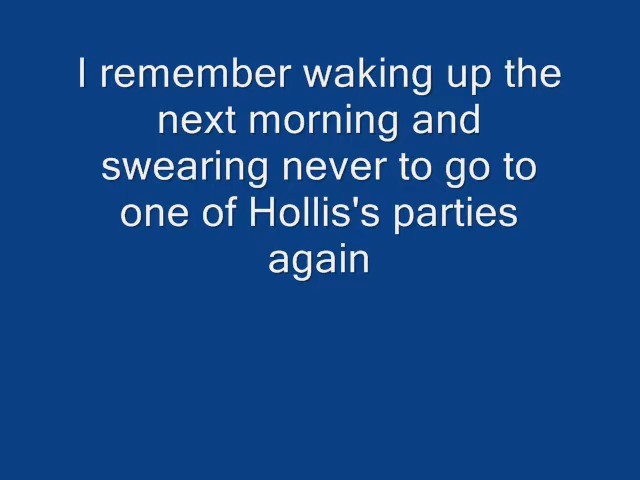 I remember waking up the
next morning and
swearing never to go to
one of Hollis's parties
again